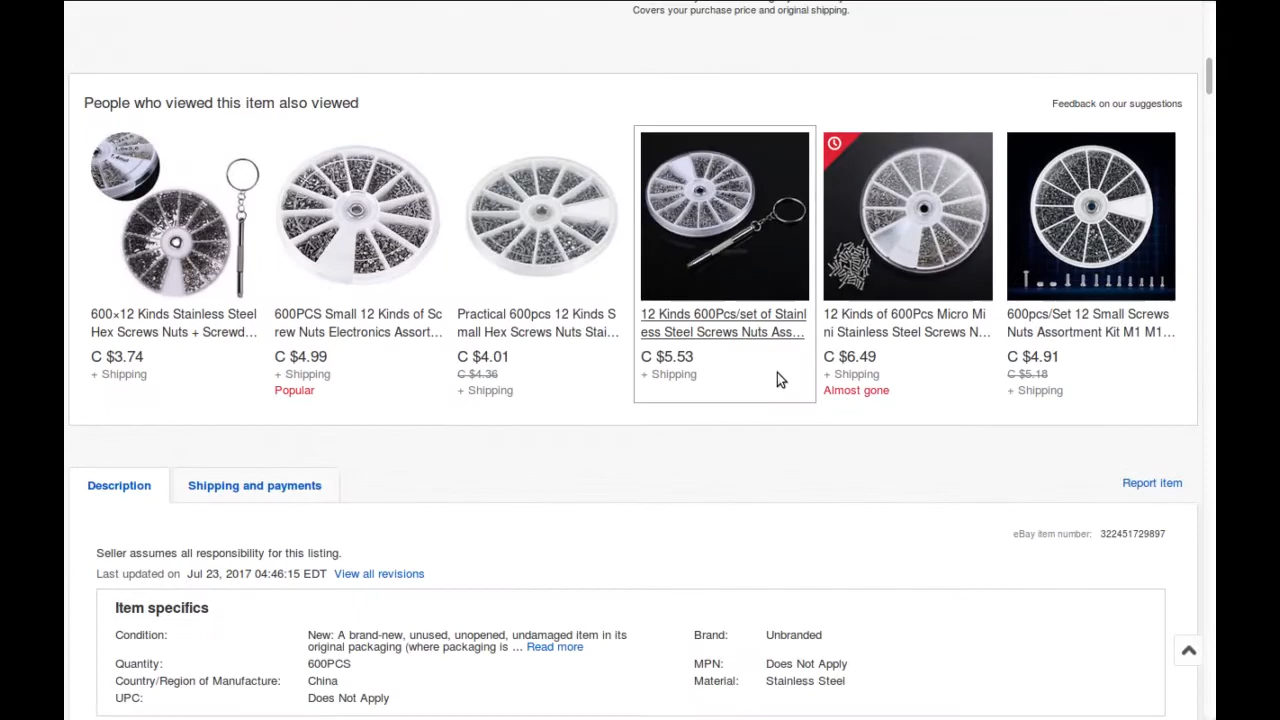 Covers your purchase price and original shipping.
People who viewed this item also viewed
Feedback on our suggestions
600×12 Kinds Stainless Steel
Hex Screws Nuts + Screwd...
C $3.74
+ Shipping
600PCS Small 12 Kinds of Sc
rew Nuts Electronics Assort...
C $4.99
+ Shipping
Popular
Practical 600pcs 12 Kinds S
mall Hex Screws Nuts Stai...
C $4.01
C $4.36
+ Shipping
12 Kinds 600Pcs/set of Stainl
ess Steel Screws Nuts Ass...
C $5.53
+ Shipping
12 Kinds of 600Pcs Micro Mi
ni Stainless Steel Screws N...
C $6.49
+ Shipping
Almost gone
600pcs/Set 12 Small Screws
Nuts Assortment Kit M1 M1...
C $4.91
C $5.18
+ Shipping
Description
Shipping and payments
Report item
eBay item number: 322451729897
Seller assumes all responsibility for this listing.
Last updated on Jul 23, 2017 04:46:15 EDT View all revisions
Item specifics
Condition: New: A brand-new, unused, unopened, undamaged item in its
original packaging (where packaging is ... Read more
Brand: Unbranded
Quantity: 600PCS
MPN: Does Not Apply
Country/Region of Manufacture: China
Material: Stainless Steel
UPC: Does Not Apply